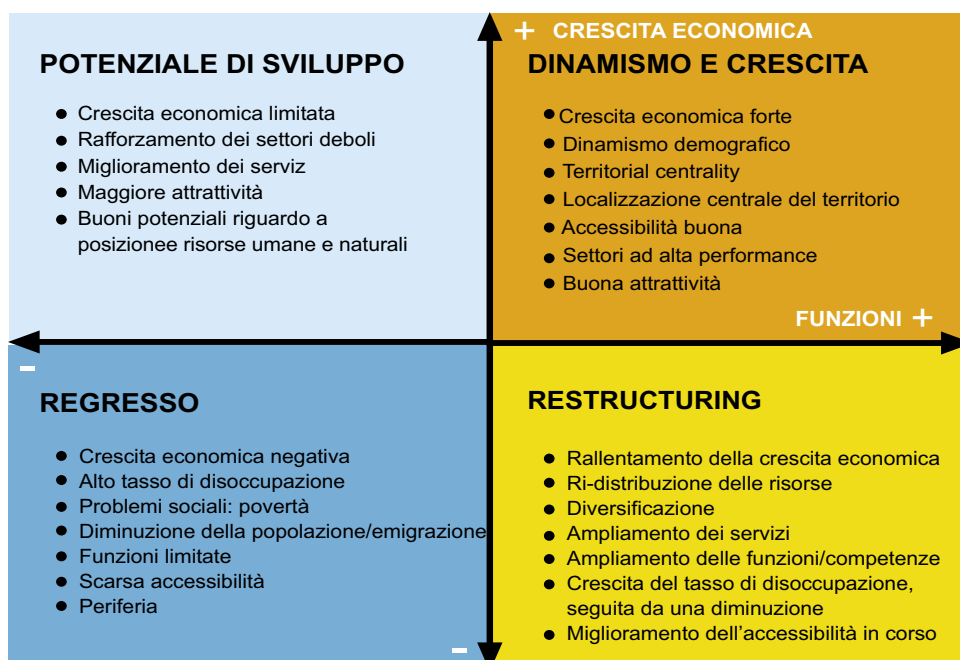 POTENZIALE DI SVILUPPO
Crescita economica limitata
Rafforzamento dei settori deboli
Miglioramento dei serviz
Maggiore attrattività
Buoni potenziali riguardo a
posizionee risorse umane e naturali
+ CRESCITA ECONOMICA
DINAMISMO E CRESCITA
Crescita economica forte
Dinamismo demografico
Territorial centrality
Localizzazione centrale del territorio
Accessibilità buona
Settori ad alta performance
Buona attrattività
FUNZIONI +
-
REGRESSO
Crescita economica negativa
Alto tasso di disoccupazione
Problemi sociali: povertà
Diminuzione della popolazione/emigrazione
Funzioni limitate
Scarsa accessibilità
Periferia
-
RESTRUCTURING
Rallentamento della crescita economica
Ri-distribuzione delle risorse
Diversificazione
Ampliamento dei servizi
Ampliamento delle funzioni/competenze
Crescita del tasso di disoccupazione,
seguita da una diminuzione
Miglioramento dell'accessibilità in corso